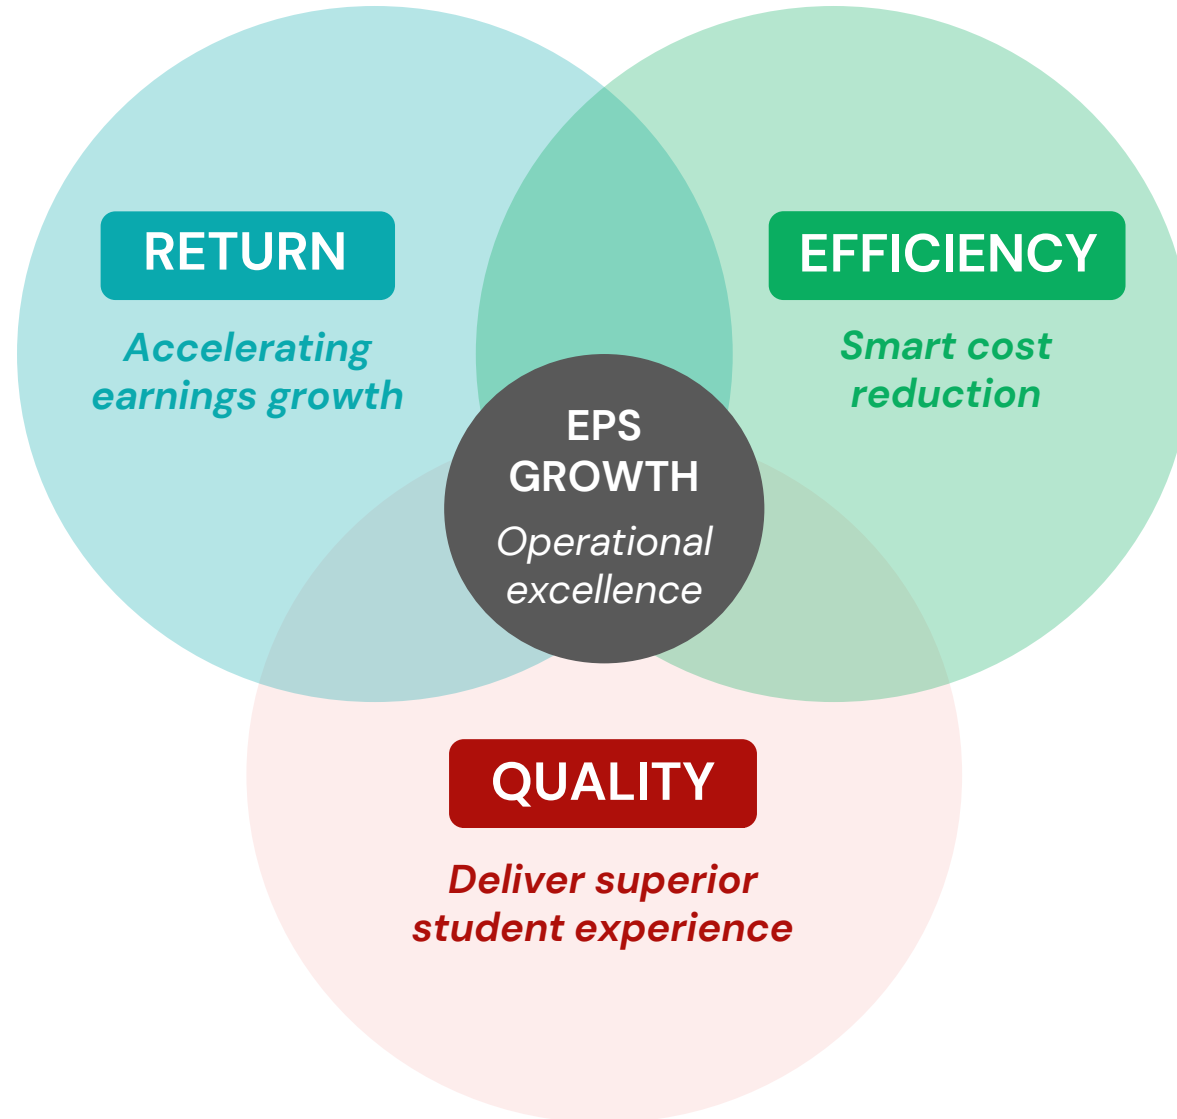 RETURN
Accelerating
earnings growth
EFFICIENCY
Smart cost
reduction
EPS
GROWTH
Operational
excellence
QUALITY
Deliver superior
student experience